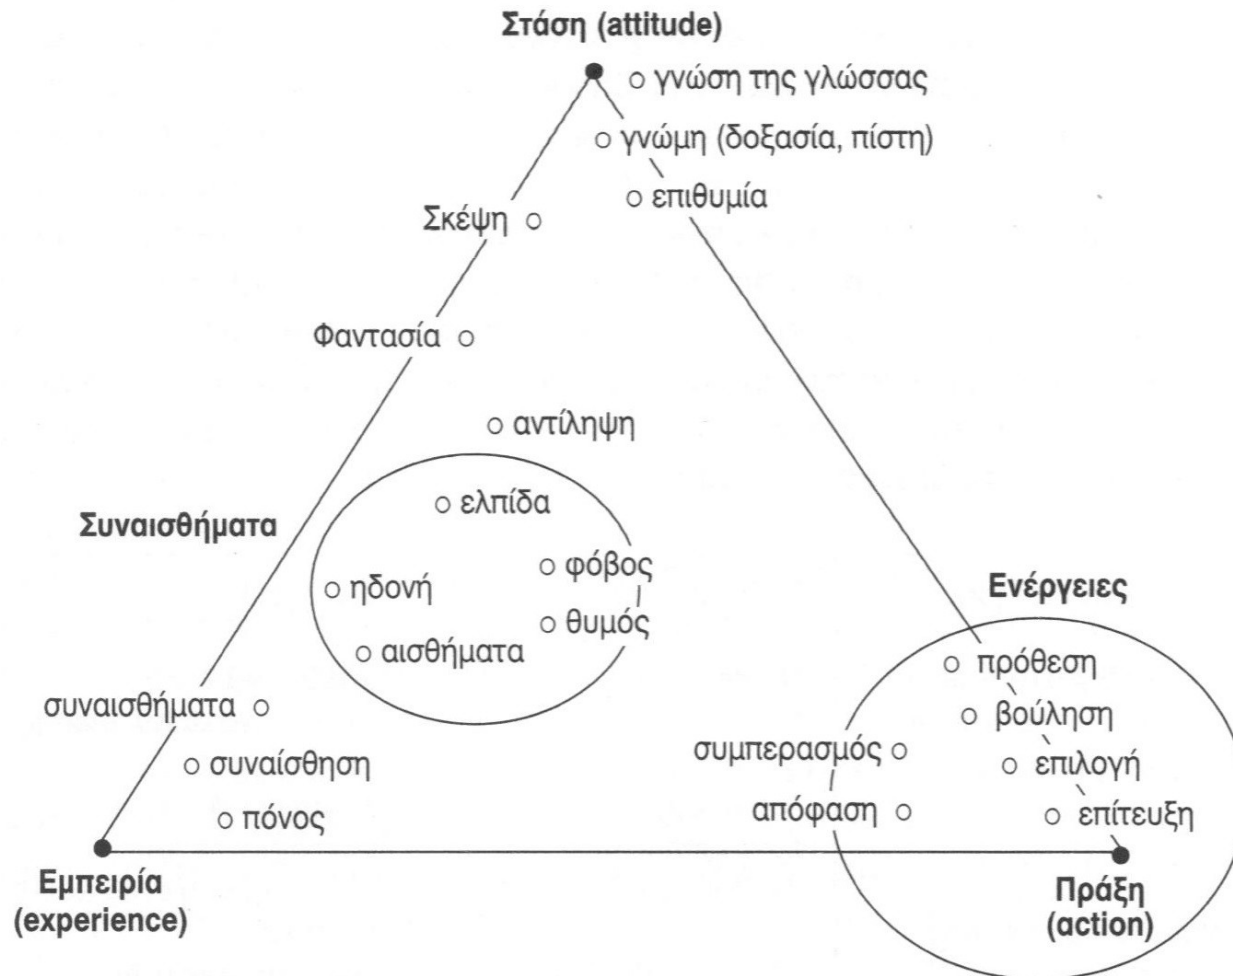 Στάση (attitude)
γνώση της γλώσσας
γνώμη (δοξασία, πίστη)
επιθυμία
Σκέψη
Φαντασία
αντίληψη
ελπίδα
Συναισθήματα
φόβος
ηδονή
Ενέργειες
θυμός
αισθήματα
πρόθεση
συναισθήματα
βούληση
συμπερασμός
συναίσθηση
επιλογή
απόφαση
επίτευξη
πόνος
Εμπειρία
(experience)
Πράξη
(action)